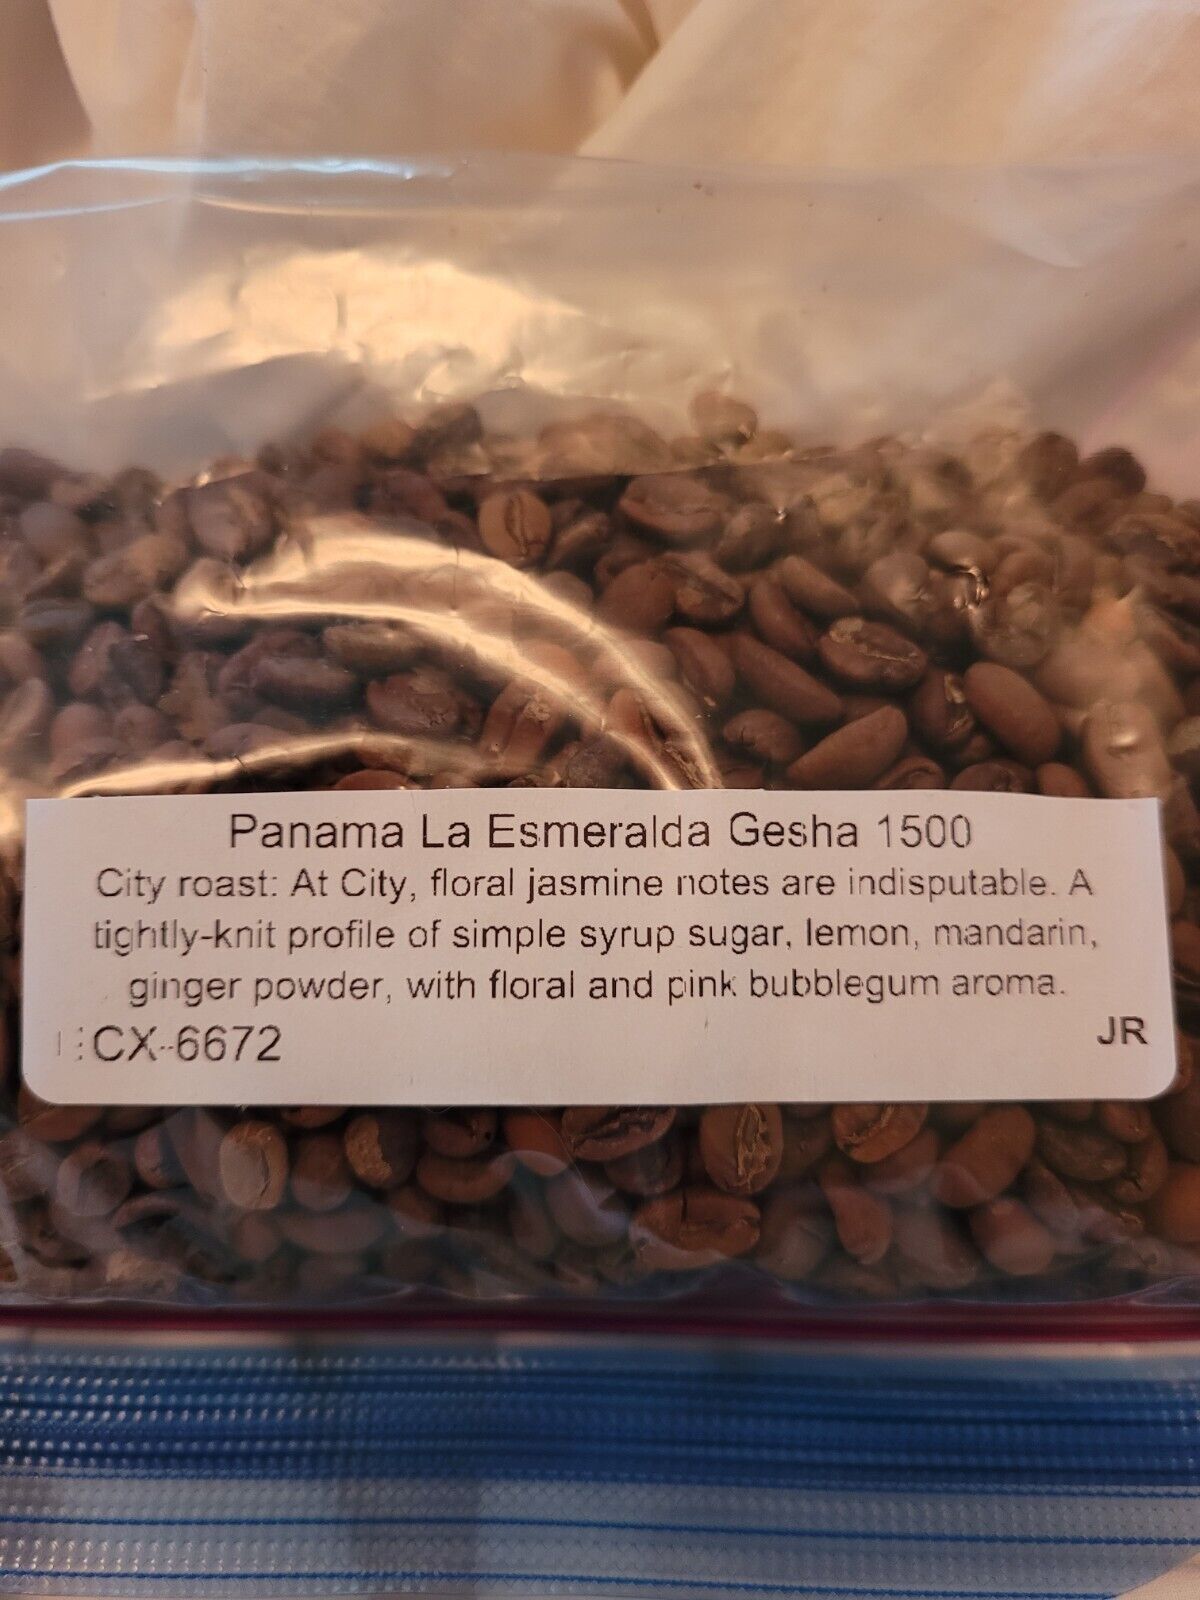 Panama La Esmeralda Gesha 1500
City roast: At City, floral jasmine notes are indisputable. A
tightly-knit profile of simple syrup sugar, lemon, mandarin,
ginger powder, with floral and pink bubblegum aroma.
CX-6672
JR